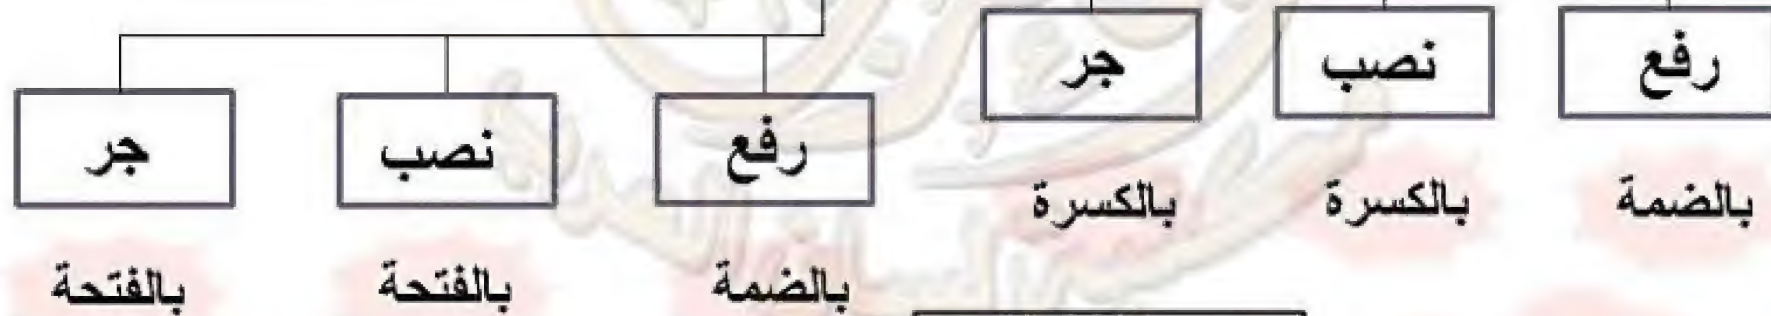 رفع
نصب
جر
بالضمة
بالكسرة
بالكسرة
رفع
نصب
جر
بالضمة
بالفتحة
بالفتحة